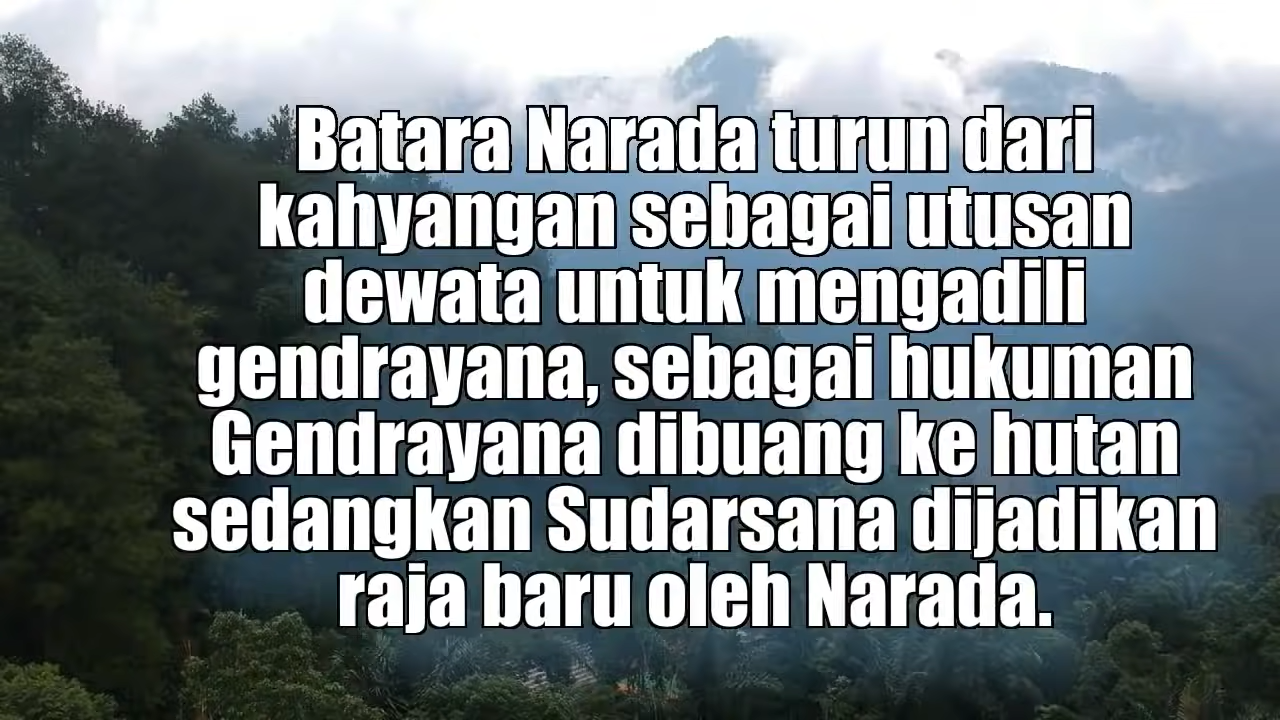 Batara Narada turun dari
kahyangan sebagai utusan
dewata untuk mengadili
gendrayana, sebagai hukuman
Gendrayana dibuang ke hutan
sedangkan Sudarsana dijadikan
raja baru oleh Narada.